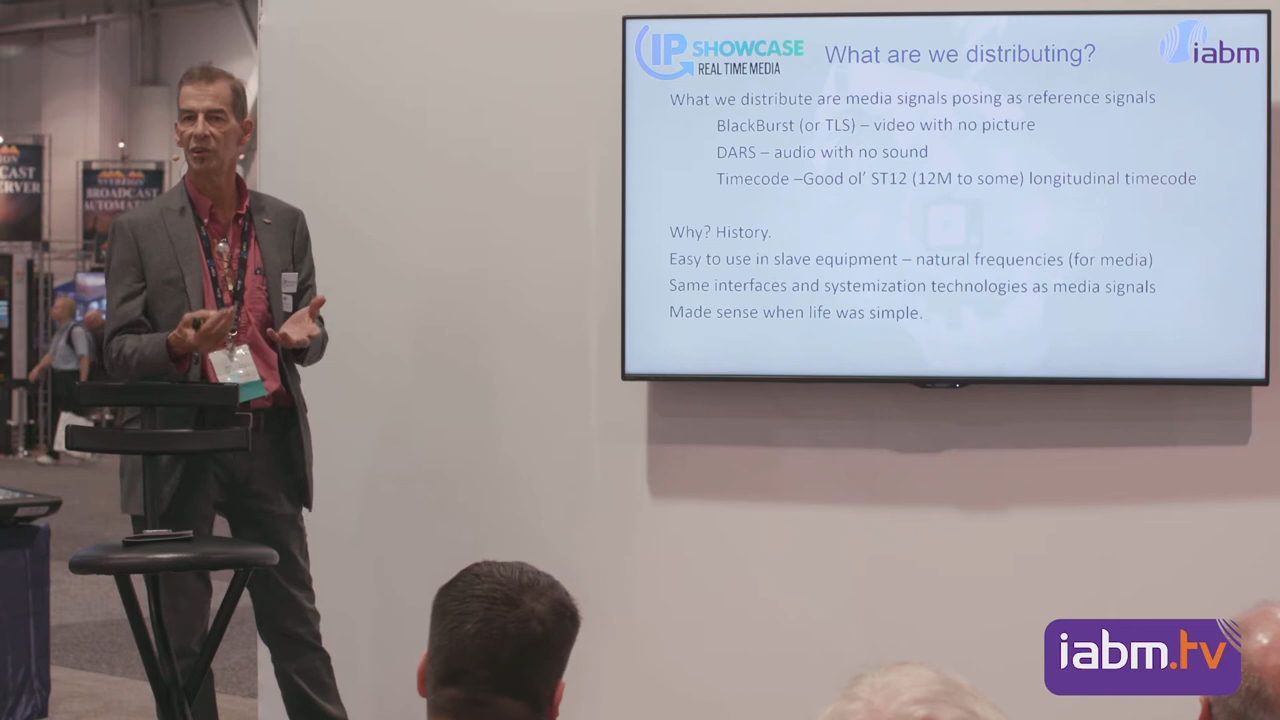 IP SHOWCASE
REAL TIME MEDIA
What are we distributing?
iabm
What we distribute are media signals posing as reference signals
BlackBurst (or TLS) – video with no picture
DARS – audio with no sound
Timecode –Good ol’ ST12 (12M to some) longitudinal timecode
Why? History.
Easy to use in slave equipment – natural frequencies (for media)
Same interfaces and systemization technologies as media signals
Made sense when life was simple.
BROADCAST
AUTOMAT
CAST
ERVER
iabm.tv